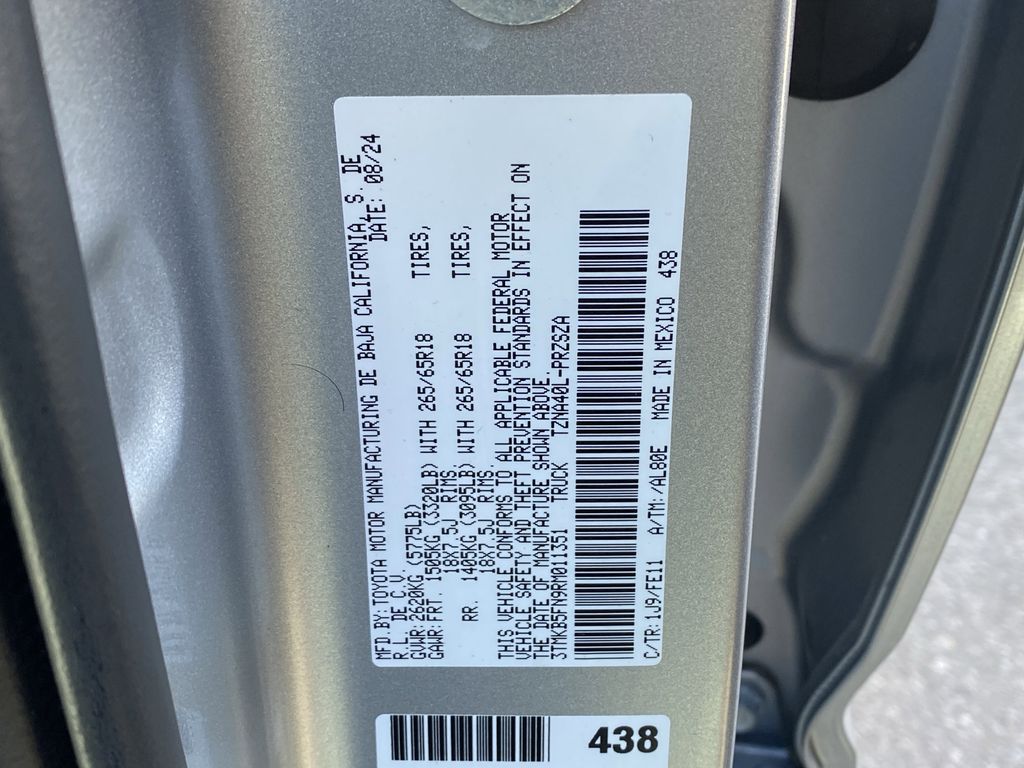 MFD.BY:TOYOTA MOTOR MANUFACTURING DE BAJA CALIFORNIA, S. DE
R.L. DE C.V. DATE: 08/24
GVWR:2620KG (5775LB)
GAWR:FRT. 1505KG (3320LB) WITH 265/65R18 TIRES,
18X7.5J RIMS.
RR. 1405KG (3095LB) WITH 265/65R18 TIRES,
18X7.5J RIMS.
THIS VEHICLE CONFORMS TO ALL APPLICABLE FEDERAL MOTOR
VEHICLE SAFETY AND THEFT PREVENTION STANDARDS IN EFFECT ON
THE DATE OF MANUFACTURE SHOWN ABOVE.
3TMKB5FN9RM011351 TRUCK TZNA40L-PRZSZA
C/TR:1J9/FE11 A/TM:/AL80E MADE IN MEXICO 438
438